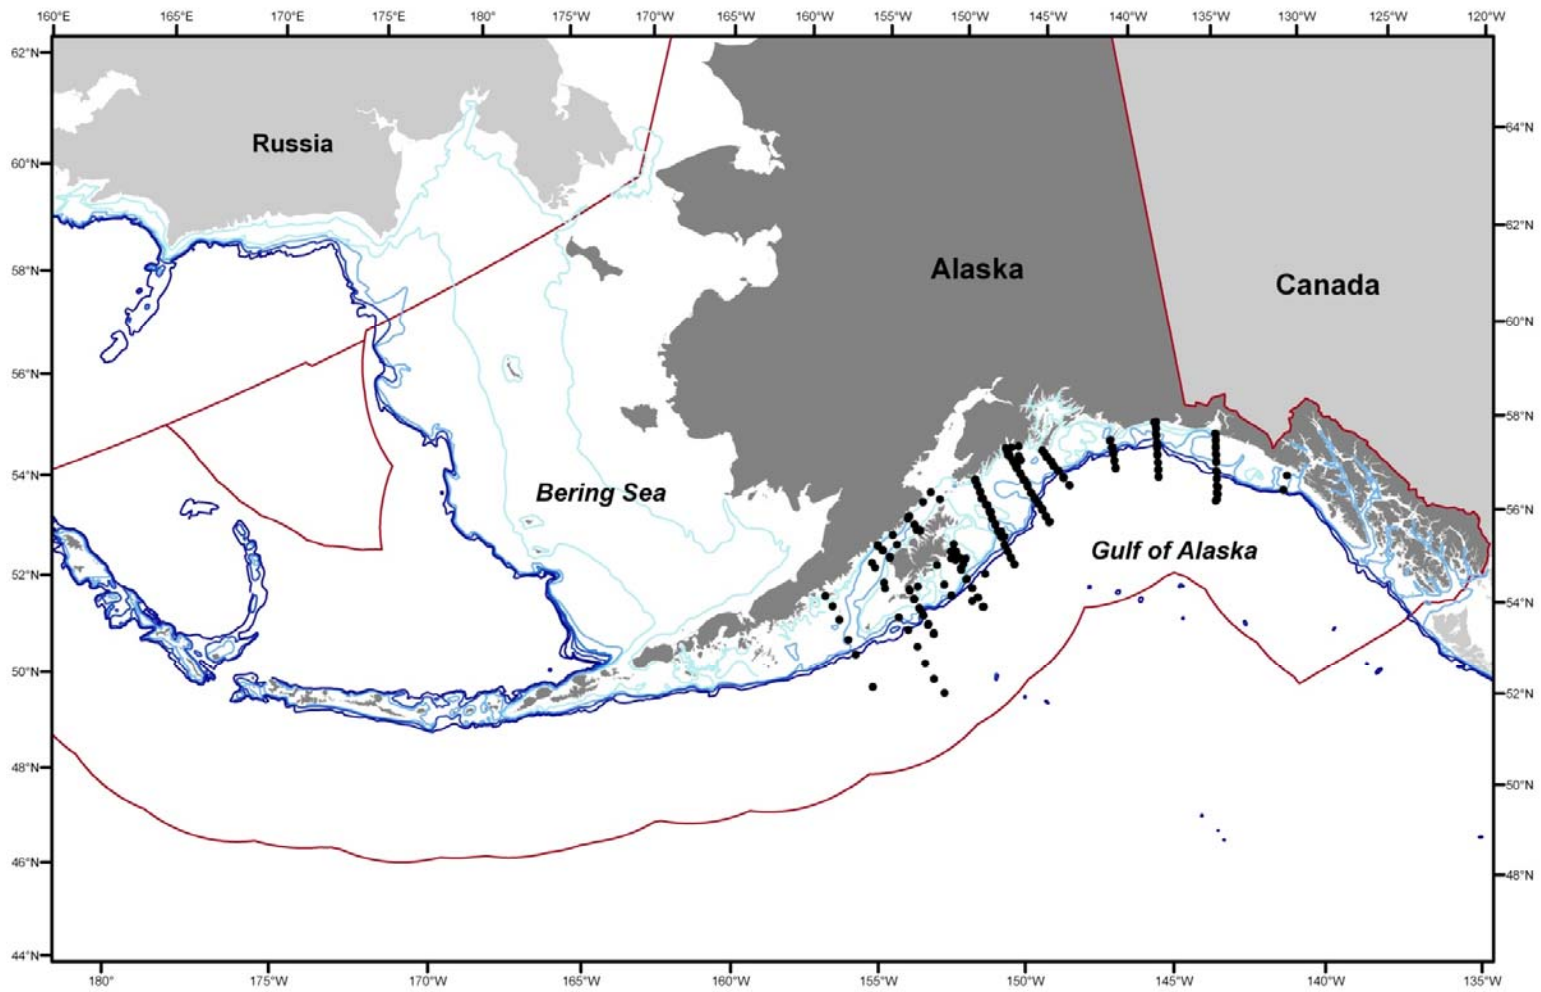 160°E 165°E 170°E 175°E 180° 175°W 170°W 165°W 160°W 155°W 150°W 145°W 140°W 135°W 130°W 125°W 120°W
62°N
64°N
Russia
60°N
62°N
58°N
Alaska
Canada
60°N
56°N
58°N
54°N
Bering Sea
56°N
Gulf of Alaska
52°N
54°N
50°N
52°N
48°N
50°N
46°N
48°N
44°N
180° 175°W 170°W 165°W 160°W 155°W 150°W 145°W 140°W 135°W